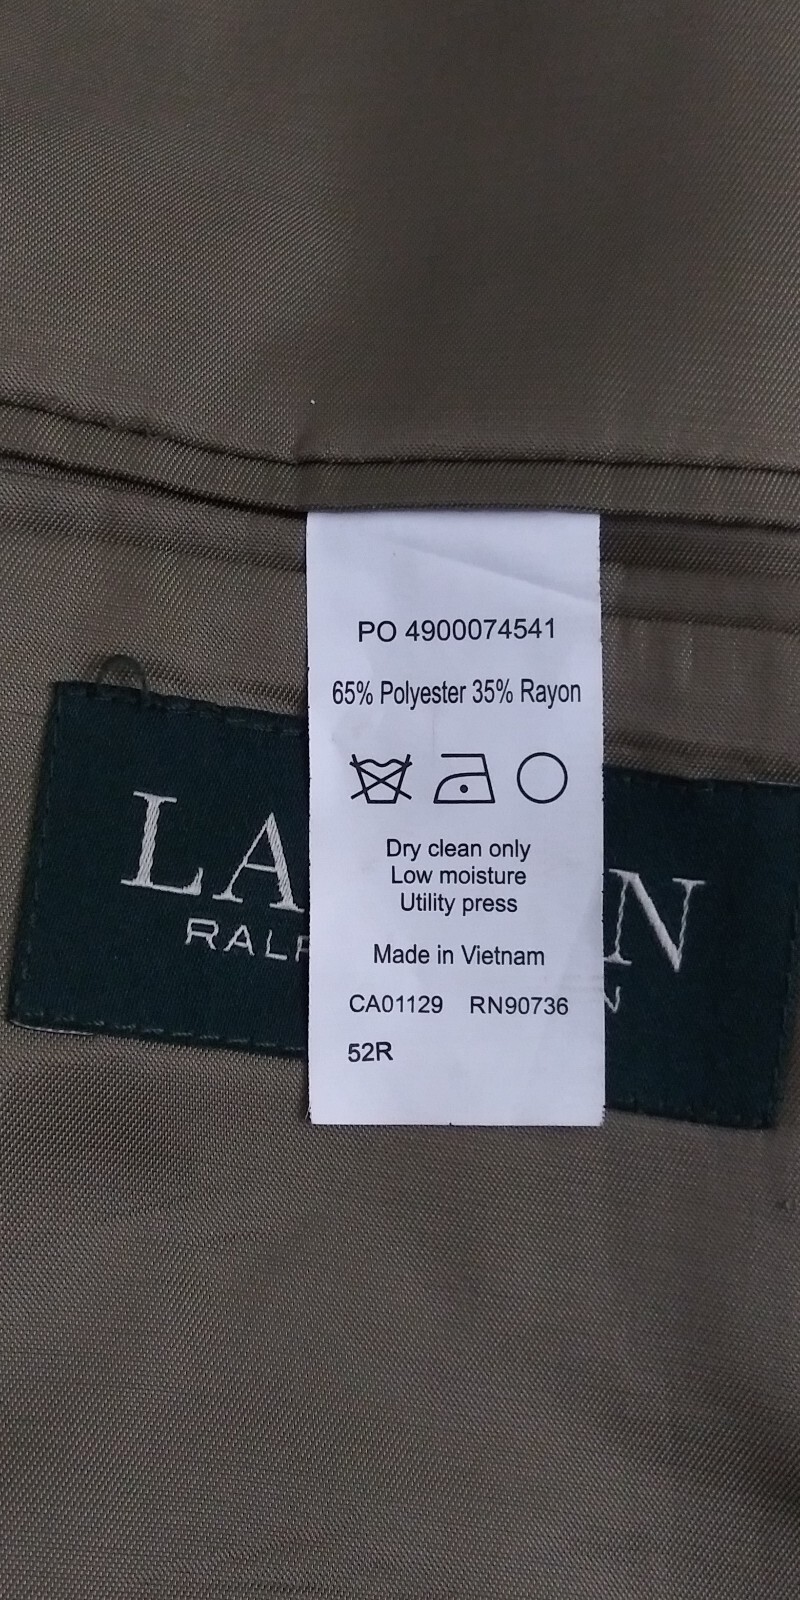 PO 4900074541
65% Polyester 35% Rayon
LA N
RALP N
Dry clean only
Low moisture
Utility press
Made in Vietnam
CA01129 RN90736
52R